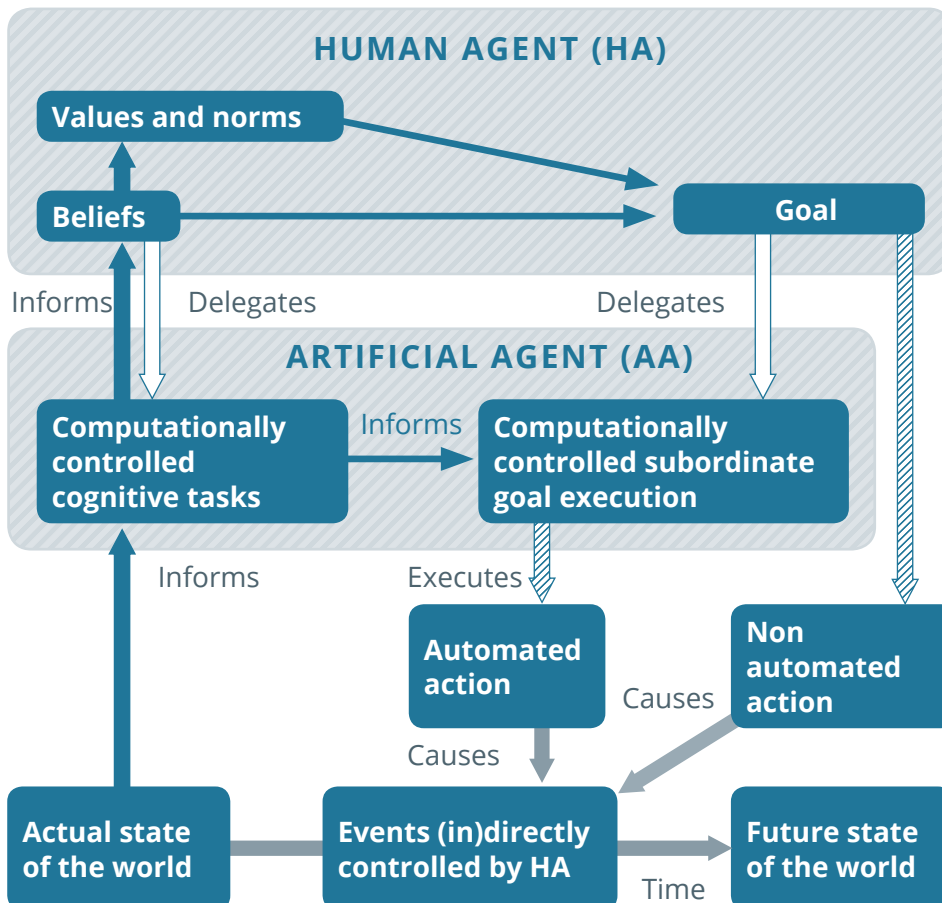 HUMAN AGENT (HA)
Values and norms
Beliefs
Goal
Informs
Delegates
Delegates
ARTIFICIAL AGENT (AA)
Computationally
controlled
cognitive tasks
Informs
Computationally
controlled subordinate
goal execution
Informs
Executes
Automated
action
Non
automated
action
Causes
Causes
Actual state
of the world
Events (in)directly
controlled by HA
Future state
of the world
Time